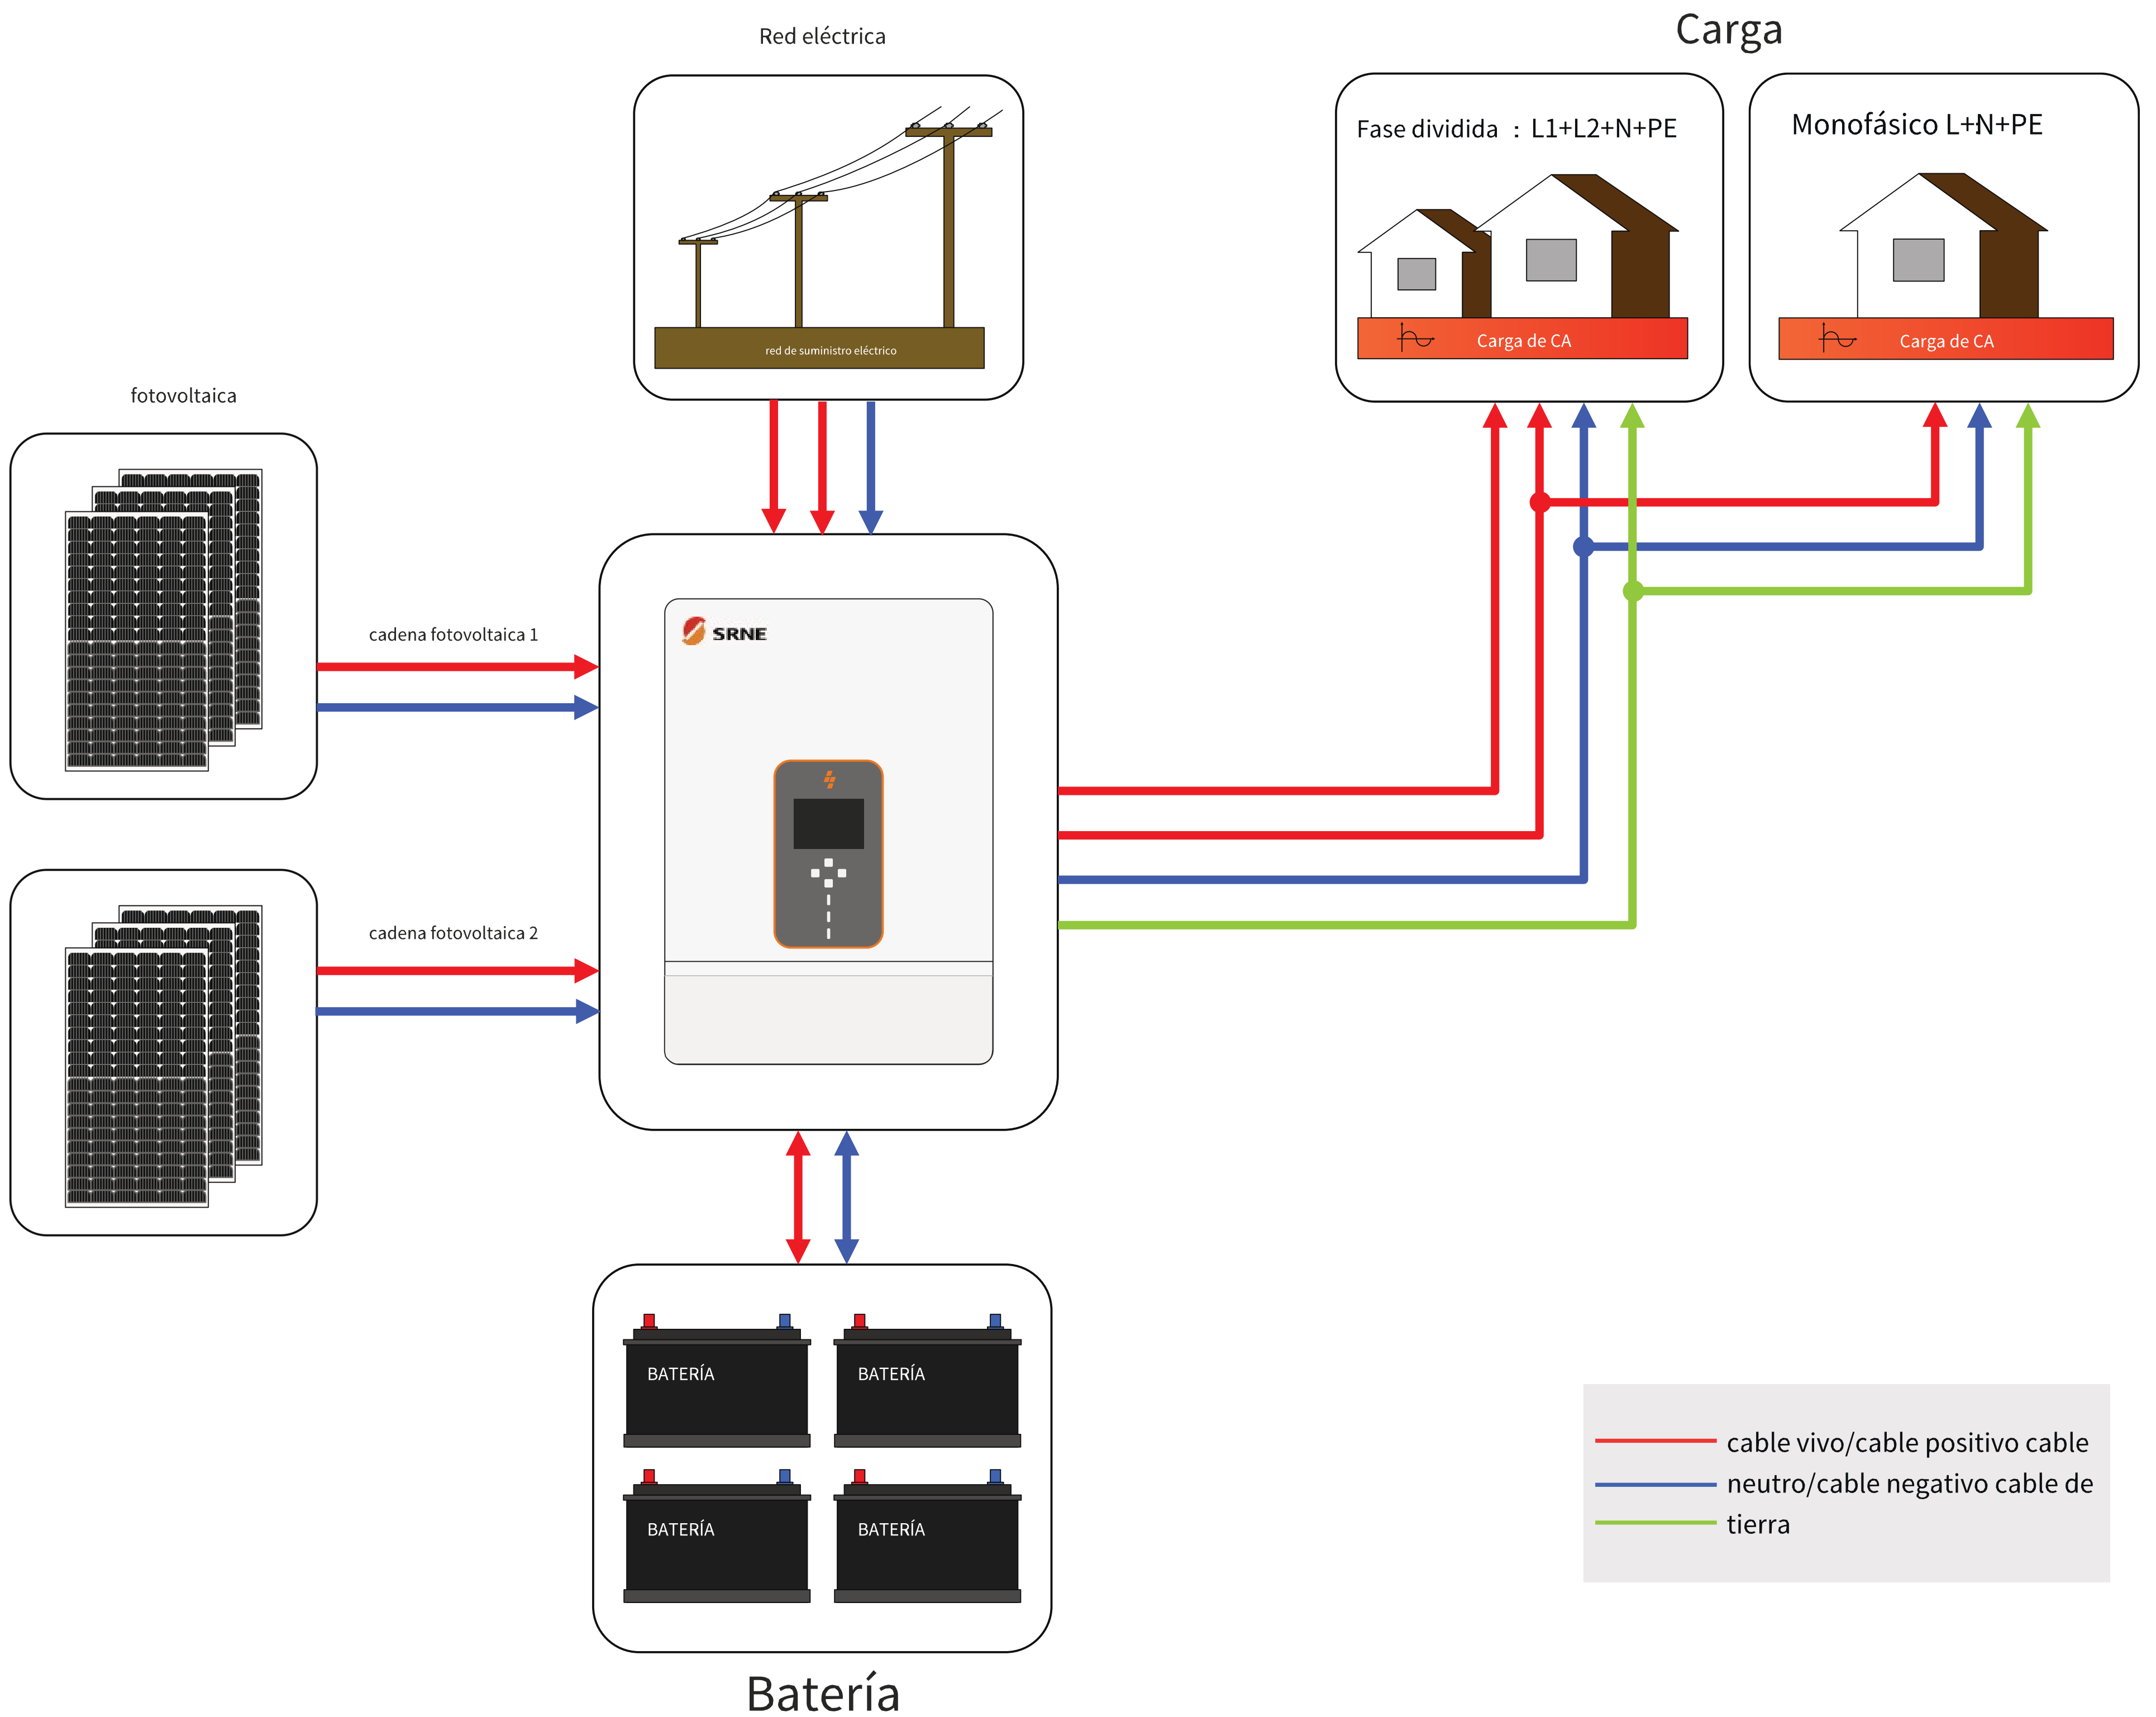 Red eléctrica
Carga
Fase dividida : L1+L2+N+PE
Monofásico L+N+PE
red de suministro eléctrico
Carga de CA
Carga de CA
fotovoltaica
cadena fotovoltaica 1
SRNE
cadena fotovoltaica 2
BATERÍA
BATERÍA
BATERÍA
BATERÍA
Batería
cable vivo/cable positivo cable
neutro/cable negativo cable de
tierra